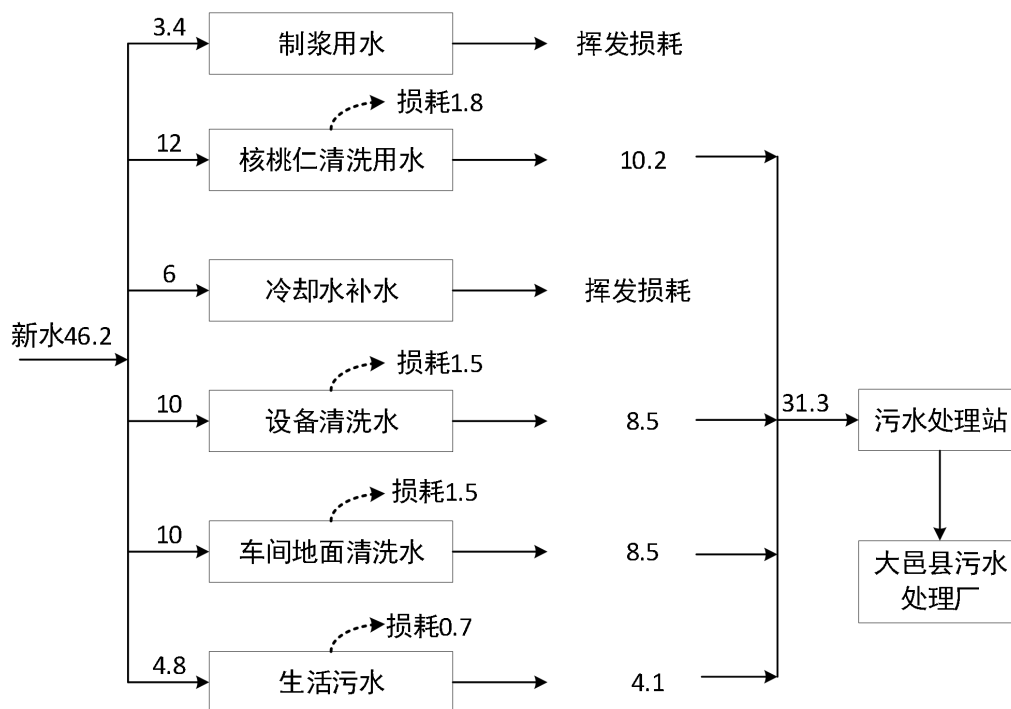 3.4
制浆用水
挥发损耗
损耗1.8
12
核桃仁清洗用水
10.2
6
冷却水补水
挥发损耗
新水46.2
损耗1.5
10
设备清洗水
8.5
31.3
污水处理站
损耗1.5
10
车间地面清洗水
8.5
大邑县污水
处理厂
损耗0.7
4.8
生活污水
4.1